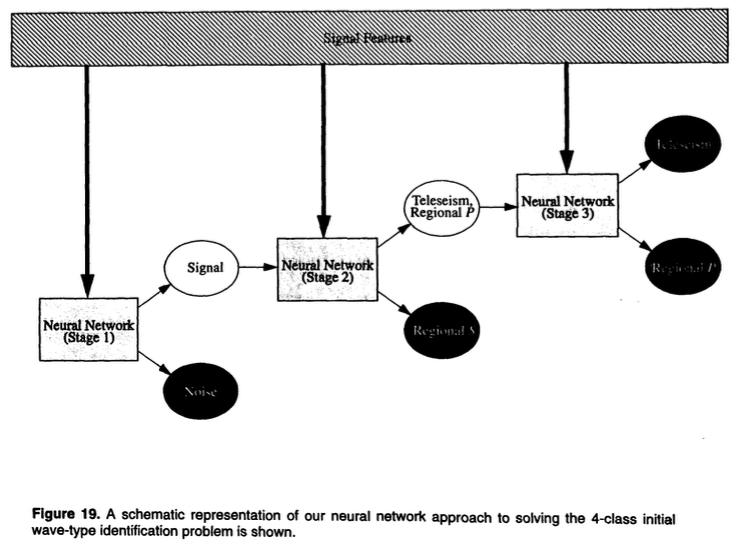 Signal Features
Teleseism
Teleseism,
Regional P
Neural Network
(Stage 3)
Signal
Neural Network
(Stage 2)
Regional P
Neural Network
(Stage 1)
Regional S
Noise
Figure 19. A schematic representation of our neural network approach to solving the 4-class initial
wave-type identification problem is shown.